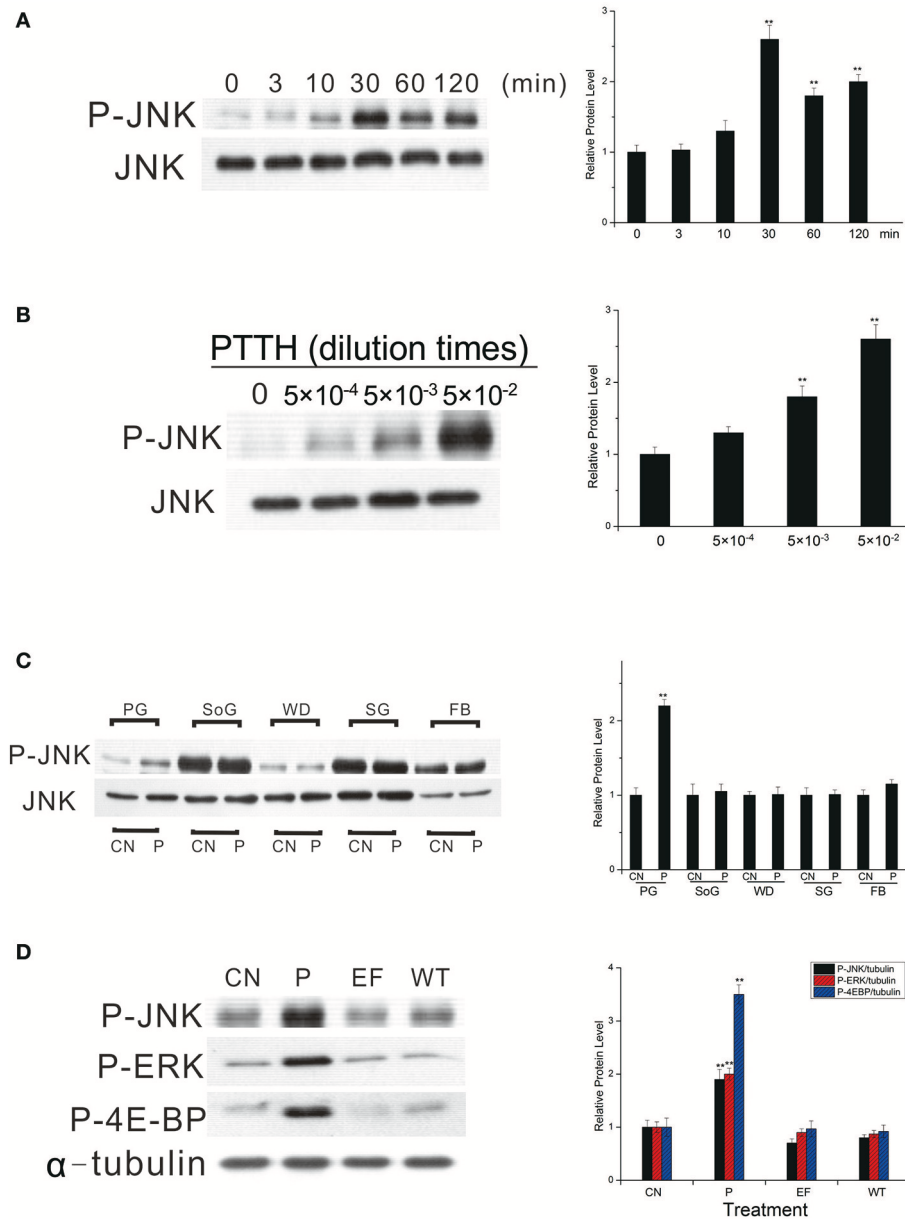 A
0 3 10 30 60 120 (min)
P-JNK
JNK
Relative Protein Level
3
2
1
0
** ** **
0 3 10 30 60 120 min
B
PTTH (dilution times)
0 5×10⁻⁴ 5×10⁻³ 5×10⁻²
P-JNK
JNK
Relative Protein Level
3
2
1
0
** **
0 5×10⁻⁴ 5×10⁻³ 5×10⁻²
C
PG SoG WD SG FB
P-JNK
JNK
CN P CN P CN P CN P CN P
Relative Protein Level
2
1
0
**
CN P CN P CN P CN P CN P
PG SoG WD SG FB
D
CN P EF WT
P-JNK
P-ERK
P-4E-BP
α-tubulin
P-JNK/tubulin
P-ERK/tubulin
P-4EBP/tubulin
Relative Protein Level
4
3
2
1
0
** ** **
CN P EF WT
Treatment